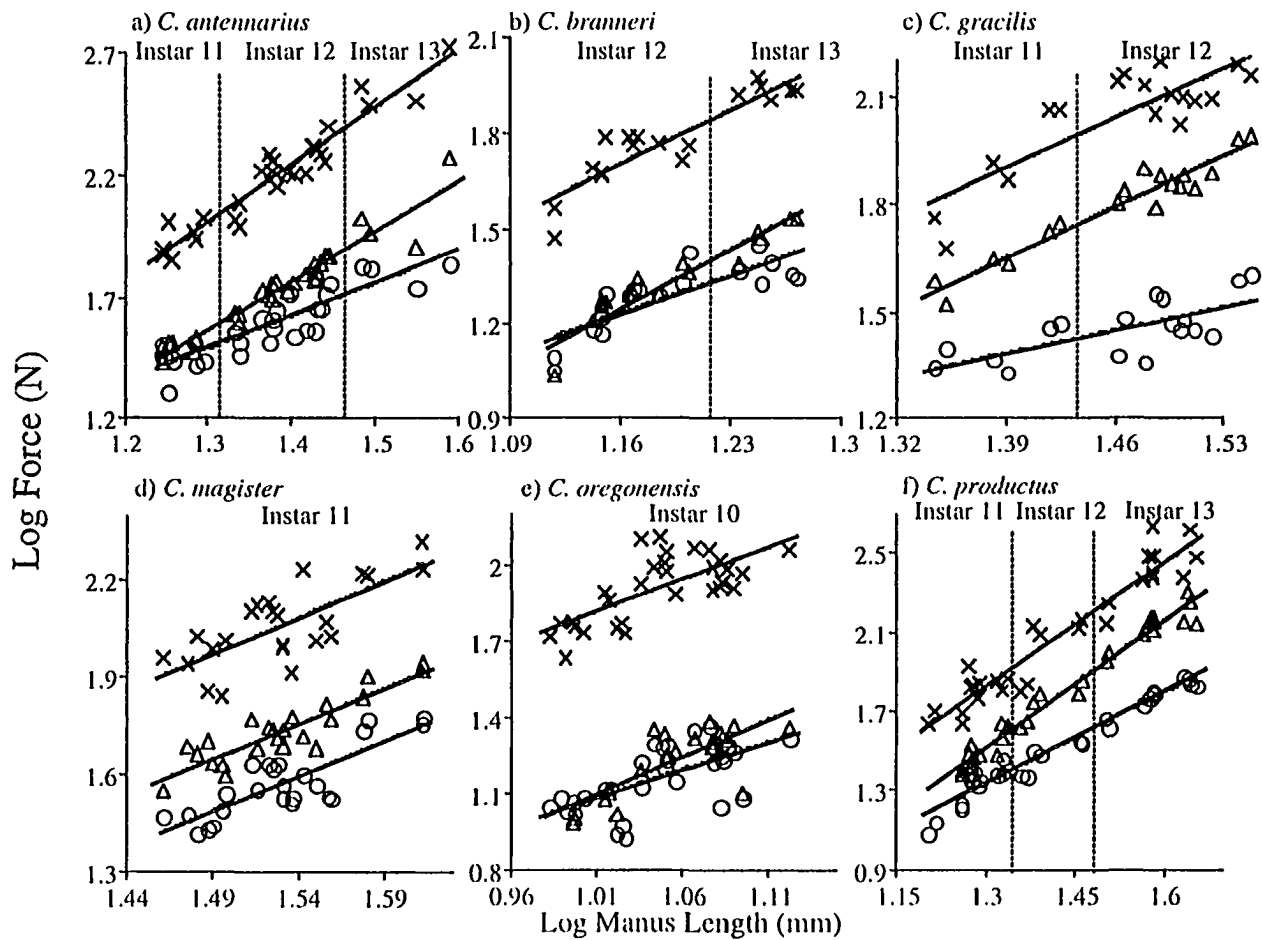 a) C. antennarius
Instar 11 Instar 12 Instar 13
2.7
2.2
1.7
1.2
1.2 1.3 1.4 1.5 1.6
b) C. branneri
Instar 12 Instar 13
2.1
1.8
1.5
1.2
0.9
1.09 1.16 1.23 1.3
c) C. gracilis
Instar 11 Instar 12
2.1
1.8
1.5
1.2
1.32 1.39 1.46 1.53
d) C. magister
Instar 11
2.2
1.9
1.6
1.3
1.44 1.49 1.54 1.59
e) C. oregonensis
Instar 10
2
1.7
1.4
1.1
0.8
0.96 1.01 1.06 1.11
f) C. productus
Instar 11 Instar 12 Instar 13
2.5
2.1
1.7
1.3
0.9
1.15 1.3 1.45 1.6
Log Force (N)
Log Manus Length (mm)